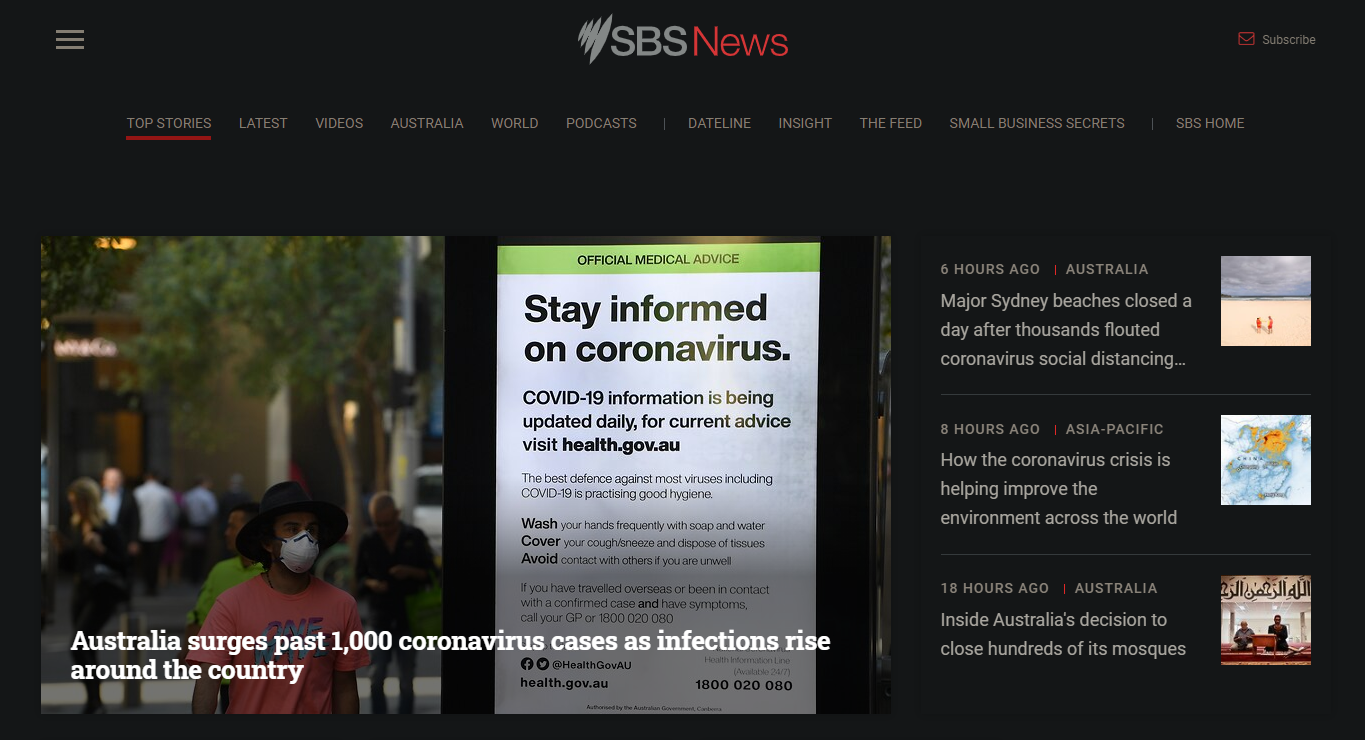 SBS News
Subscribe
TOP STORIES LATEST VIDEOS AUSTRALIA WORLD PODCASTS | DATELINE INSIGHT THE FEED SMALL BUSINESS SECRETS | SBS HOME
OFFICIAL MEDICAL ADVICE
Stay informed
on coronavirus.
COVID-19 information is being
updated daily, for current advice
visit health.gov.au
The best defence against most viruses including
COVID-19 is practising good hygiene.
Wash your hands frequently with soap and water
Cover your cough/sneeze and dispose of tissues
Avoid contact with others if you are unwell
If you have travelled overseas or been in contact
with a confirmed case and have symptoms,
call your GP or 1800 020 080
Australia surges past 1,000 coronavirus cases as infections rise
around the country
@HealthGovAU
health.gov.au
Health Information Line
(Available 24/7)
1800 020 080
Authorised by the Australian Government, Canberra
6 HOURS AGO | AUSTRALIA
Major Sydney beaches closed a
day after thousands flouted
coronavirus social distancing...
8 HOURS AGO | ASIA-PACIFIC
How the coronavirus crisis is
helping improve the
environment across the world
CHINA
18 HOURS AGO | AUSTRALIA
Inside Australia's decision to
close hundreds of its mosques